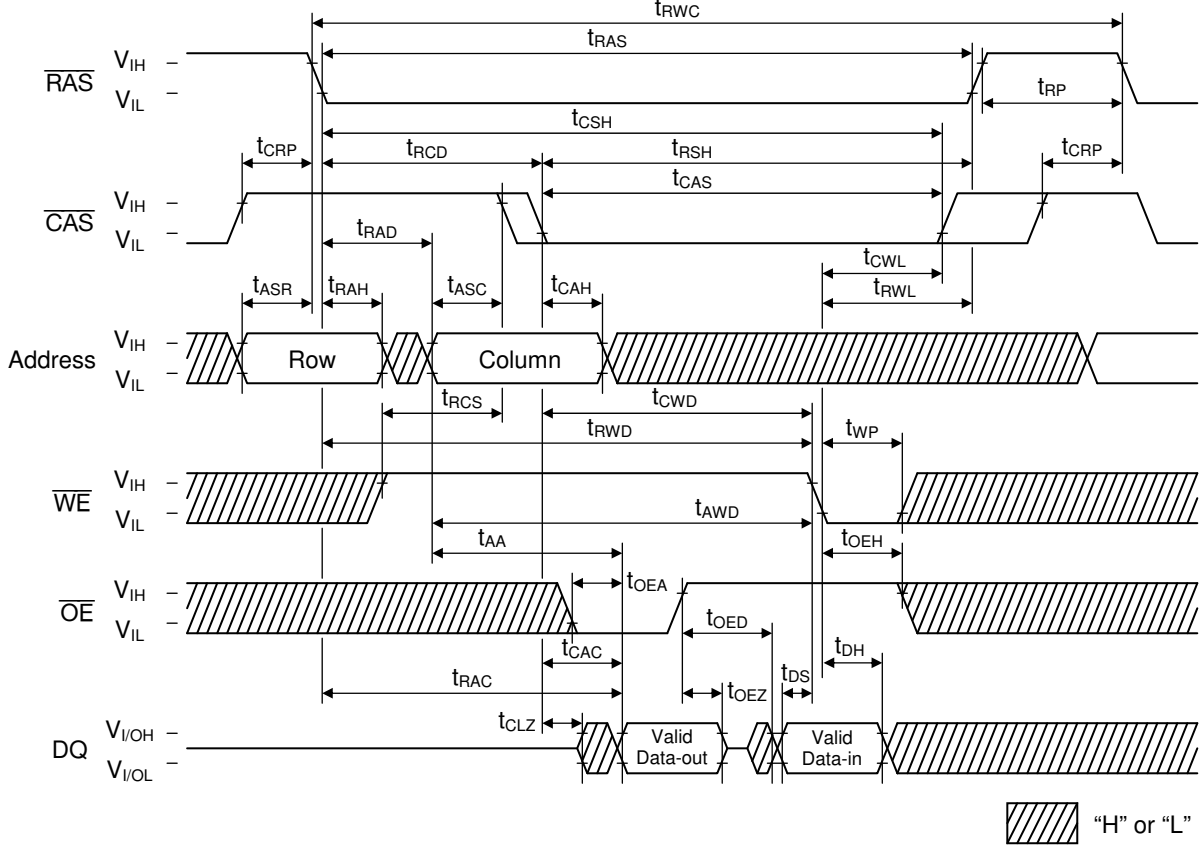 tRWC
tRAS
RAS
VIH
VIL
tRP
tCSH
tCRP
tRCD
tRSH
tCRP
tCAS
CAS
VIH
VIL
tRAD
tCWL
tASR
tRAH
tASC
tCAH
tRWL
Address
VIH
VIL
Row
Column
tRCS
tCWD
tRWD
tWP
WE
VIH
VIL
tAWD
tAA
tOEH
OE
VIH
VIL
tOEA
tOED
tCAC
tDS
tDH
tRAC
tOEZ
tCLZ
DQ
VI/OH
VI/OL
Valid
Data-out
Valid
Data-in
“H” or “L”